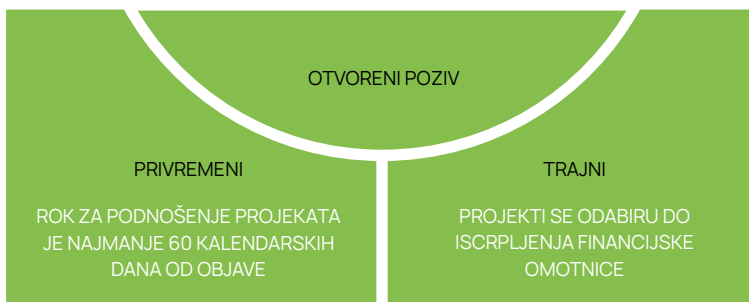 OTVORENI POZIV
PRIVREMENI
ROK ZA PODNOŠENJE PROJEKATA
JE NAJMANJE 60 KALENDARSKIH
DANA OD OBJAVE
TRAJNI
PROJEKTI SE ODABIRU DO
ISCRPLJENJA FINANCIJSKE
OMOTNICE